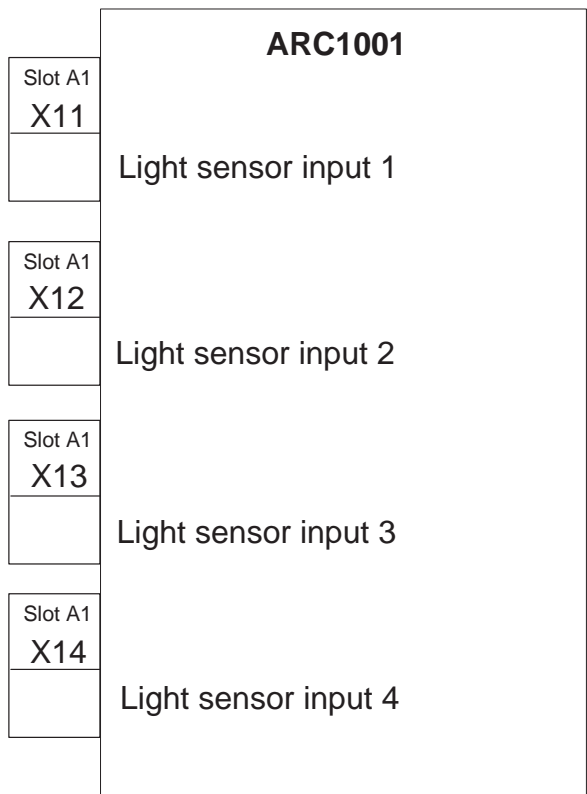 ARC1001
Slot A1
X11
Light sensor input 1
Slot A1
X12
Light sensor input 2
Slot A1
X13
Light sensor input 3
Slot A1
X14
Light sensor input 4